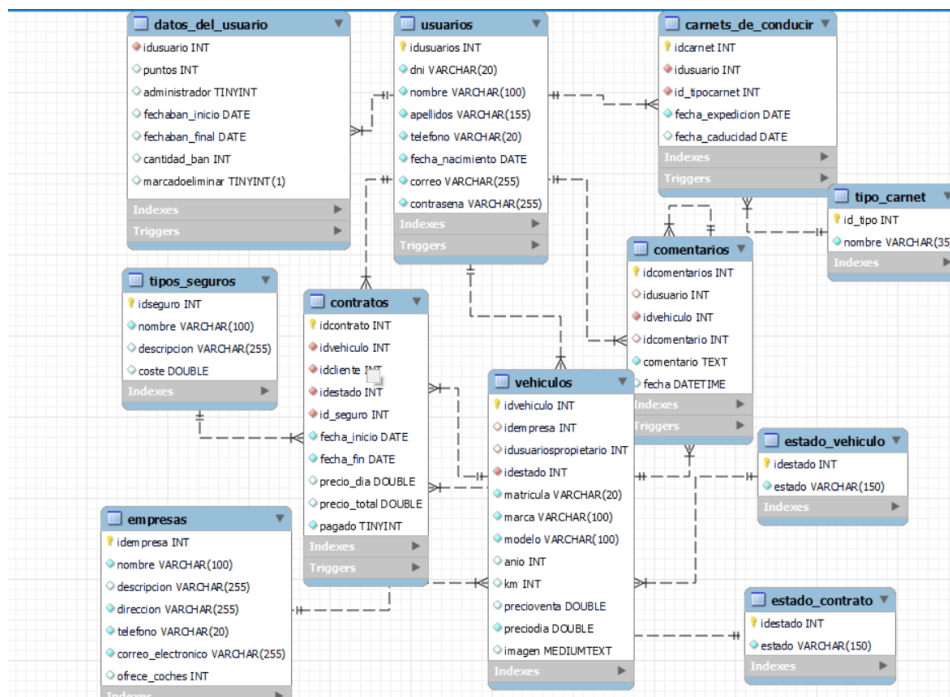 datos_del_usuario
idusuario INT
puntos INT
administrador TINYINT
fechaban_inicio DATE
fechaban_final DATE
cantidad_ban INT
marcadoeliminar TINYINT(1)
Indexes
Triggers
usuarios
idusuarios INT
dni VARCHAR(20)
nombre VARCHAR(100)
apellidos VARCHAR(155)
telefono VARCHAR(20)
fecha_nacimiento DATE
correo VARCHAR(255)
contrasena VARCHAR(255)
Indexes
Triggers
carnets_de_conducir
idcarnet INT
idusuario INT
id_tipocarnet INT
fecha_expedicion DATE
fecha_caducidad DATE
Indexes
Triggers
tipo_carnet
id_tipo INT
nombre VARCHAR(35
Indexes
tipos_seguros
idseguro INT
nombre VARCHAR(100)
descripcion VARCHAR(255)
coste DOUBLE
Indexes
contratos
idcontrato INT
idvehiculo INT
idcliente INT
idestado INT
id_seguro INT
fecha_inicio DATE
fecha_fin DATE
precio_dia DOUBLE
precio_total DOUBLE
pagado TINYINT
Indexes
Triggers
comentarios
idcomentarios INT
idusuario INT
idvehiculo INT
idcomentario INT
comentario TEXT
fecha DATETIME
Indexes
Triggers
vehiculos
idvehiculo INT
idempresa INT
idusuariospropietario INT
idestado INT
matricula VARCHAR(20)
marca VARCHAR(100)
modelo VARCHAR(100)
anio INT
km INT
precioventa DOUBLE
preciodia DOUBLE
imagen MEDIUMTEXT
Indexes
estado_vehiculo
idestado INT
estado VARCHAR(150)
Indexes
empresas
idempresa INT
nombre VARCHAR(100)
descripcion VARCHAR(255)
direccion VARCHAR(255)
telefono VARCHAR(20)
correo_electronico VARCHAR(255)
ofrece_coches INT
Indexes
estado_contrato
idestado INT
estado VARCHAR(150)
Indexes